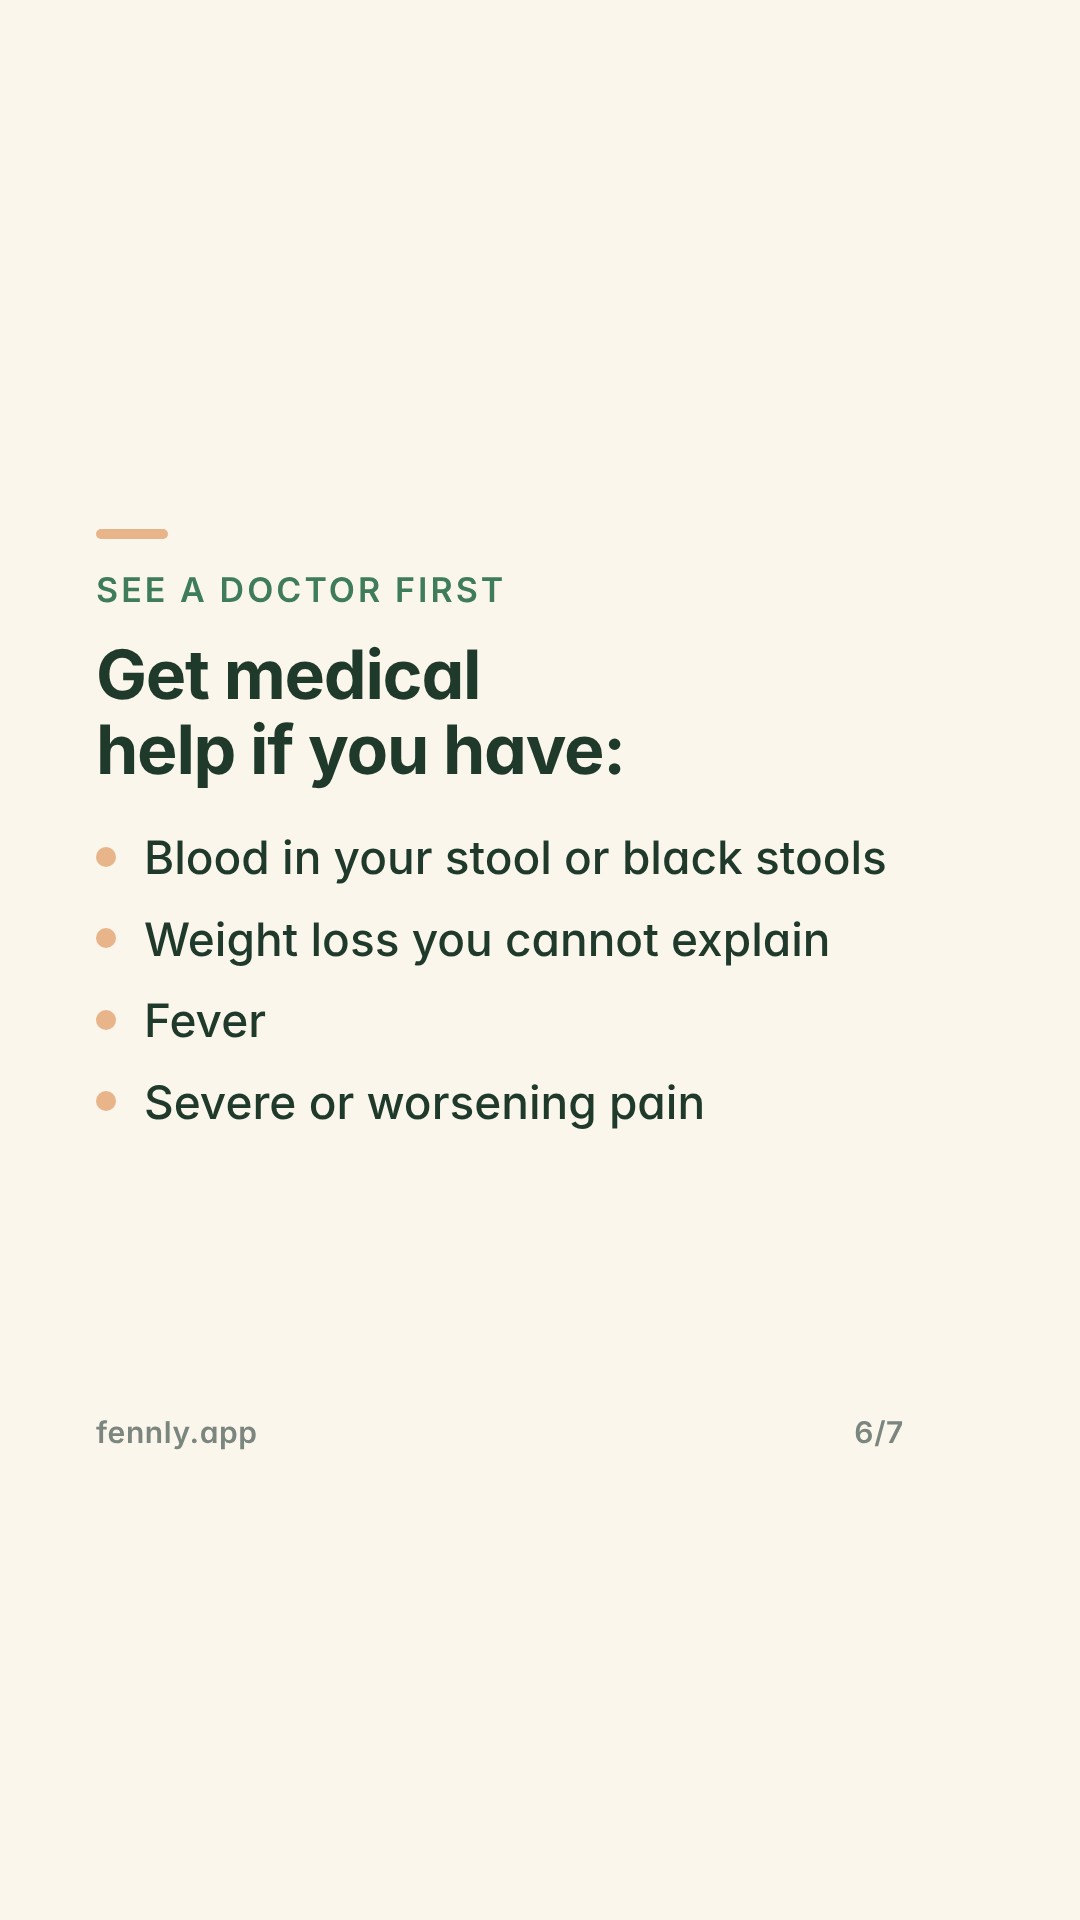 SEE A DOCTOR FIRST
Get medical
help if you have:
Blood in your stool or black stools
Weight loss you cannot explain
Fever
Severe or worsening pain
fennly.app
6/7